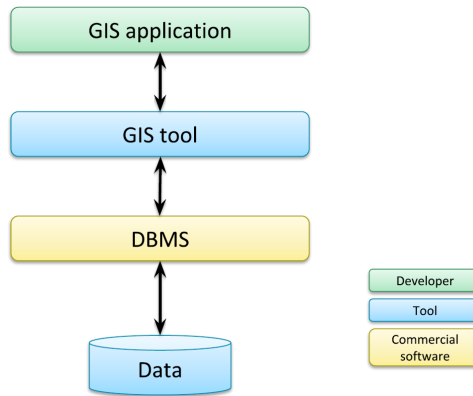 GIS application
GIS tool
DBMS
Data
Developer
Tool
Commercial
software